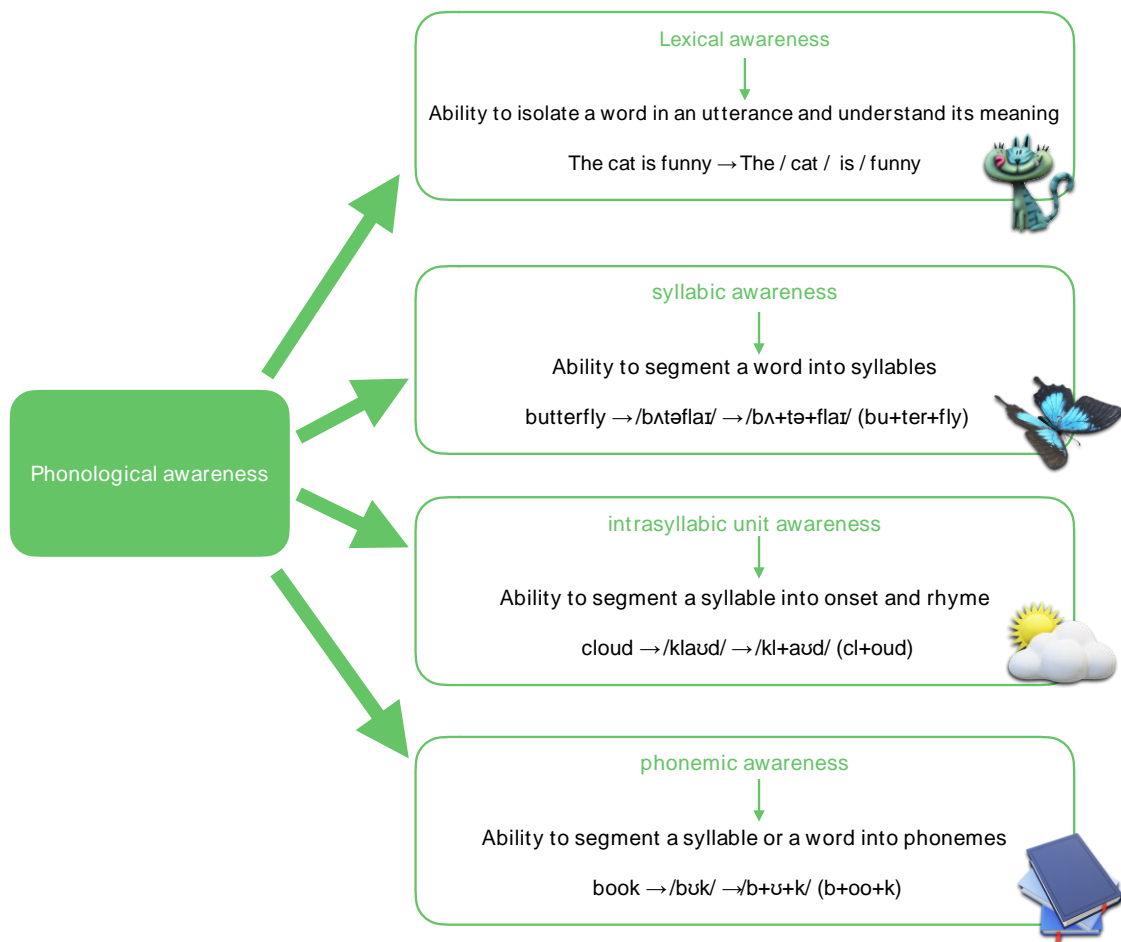 Lexical awareness
Ability to isolate a word in an utterance and understand its meaning
The cat is funny → The / cat / is / funny
syllabic awareness
Ability to segment a word into syllables
butterfly → /bʌtəflaɪ/ → /bʌ+tə+flaɪ/ (bu+ter+fly)
Phonological awareness
intrasyllabic unit awareness
Ability to segment a syllable into onset and rhyme
cloud → /klaʊd/ → /kl+aʊd/ (cl+oud)
phonemic awareness
Ability to segment a syllable or a word into phonemes
book → /bʊk/ → /b+ʊ+k/ (b+oo+k)